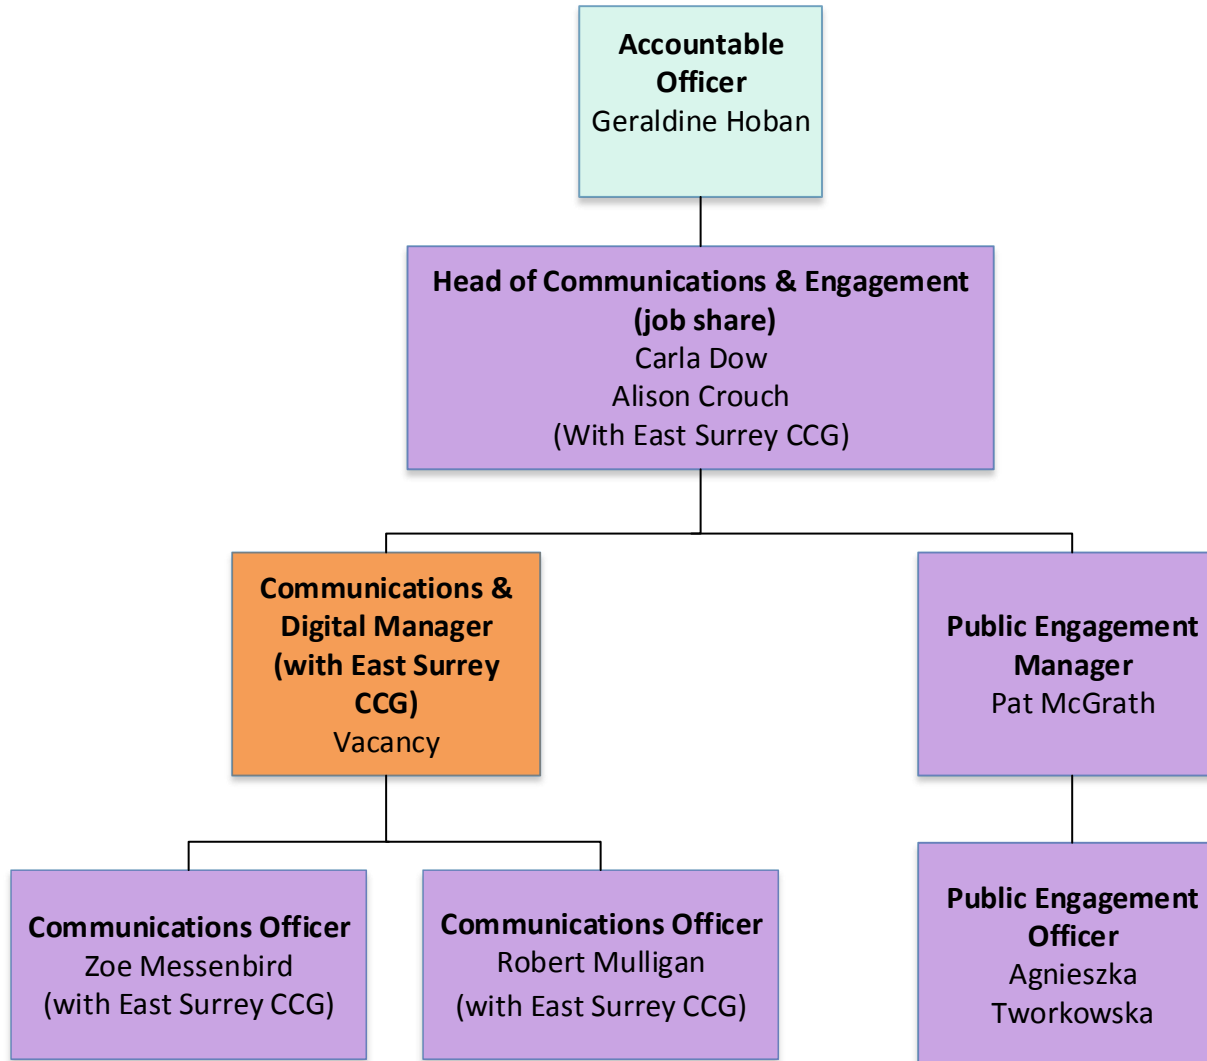 Accountable
Officer
Geraldine Hoban
Head of Communications & Engagement
(job share)
Carla Dow
Alison Crouch
(With East Surrey CCG)
Communications &
Digital Manager
(with East Surrey
CCG)
Vacancy
Public Engagement
Manager
Pat McGrath
Communications Officer
Zoe Messenbird
(with East Surrey CCG)
Communications Officer
Robert Mulligan
(with East Surrey CCG)
Public Engagement
Officer
Agnieszka
Tworkowska